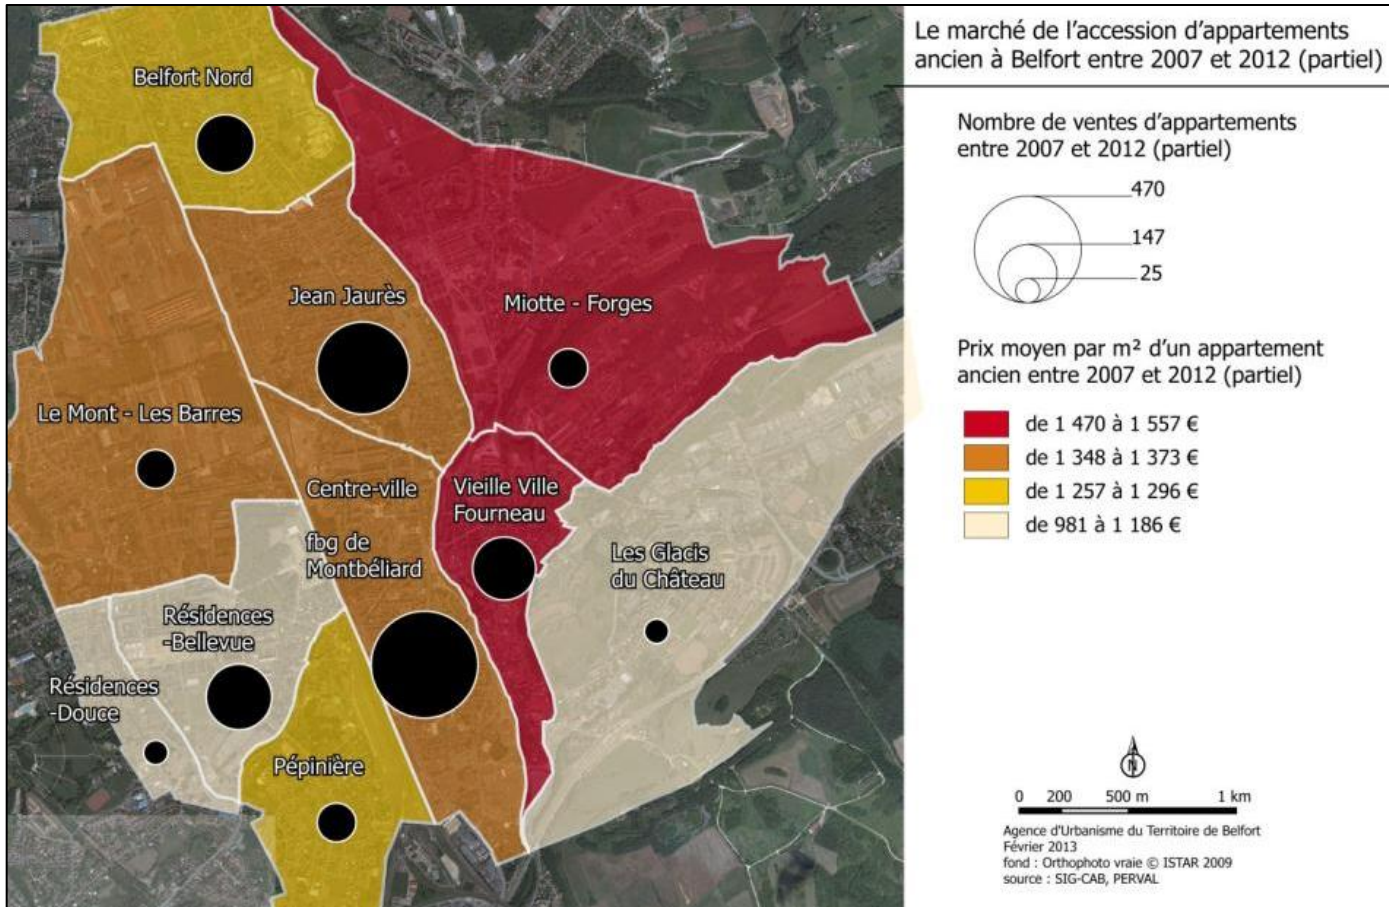 Le marché de l'accession d'appartements
ancien à Belfort entre 2007 et 2012 (partiel)
Nombre de ventes d'appartements
entre 2007 et 2012 (partiel)
470
147
25
Prix moyen par m² d'un appartement
ancien entre 2007 et 2012 (partiel)
de 1 470 à 1 557 €
de 1 348 à 1 373 €
de 1 257 à 1 296 €
de 981 à 1 186 €
Belfort Nord
Jean Jaurès
Miotte - Forges
Le Mont - Les Barres
Centre-ville
fbg de
Montbéliard
Vieille Ville
Fourneau
Les Glacis
du Château
Résidences
-Bellevue
Résidences
-Douce
Pépinière
N
0 200 500 m 1 km
Agence d'Urbanisme du Territoire de Belfort
Février 2013
fond : Orthophoto vraie © ISTAR 2009
source : SIG-CAB, PERVAL